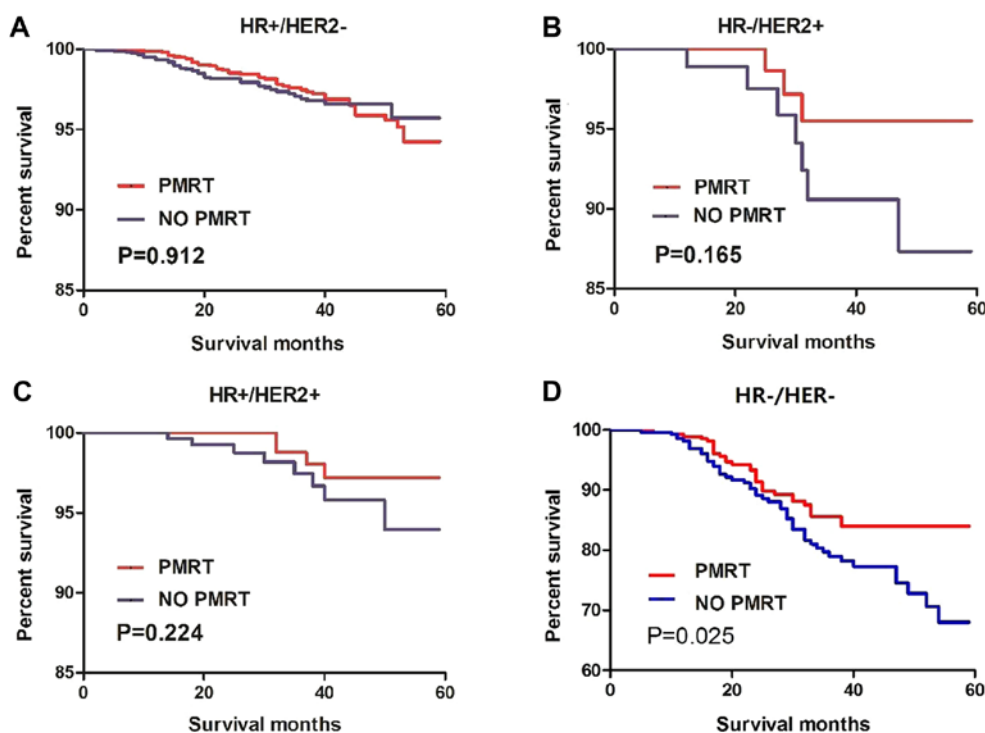 A
HR+/HER2-
Percent survival
100
95
90
85
PMRT
NO PMRT
P=0.912
0
20
40
60
Survival months
B
HR-/HER2+
Percent survival
100
95
90
85
PMRT
NO PMRT
P=0.165
0
20
40
60
Survival months
C
HR+/HER2+
Percent survival
100
95
90
85
PMRT
NO PMRT
P=0.224
0
20
40
60
Survival months
D
HR-/HER-
Percent survival
100
90
80
70
60
PMRT
NO PMRT
P=0.025
0
20
40
60
Survival months